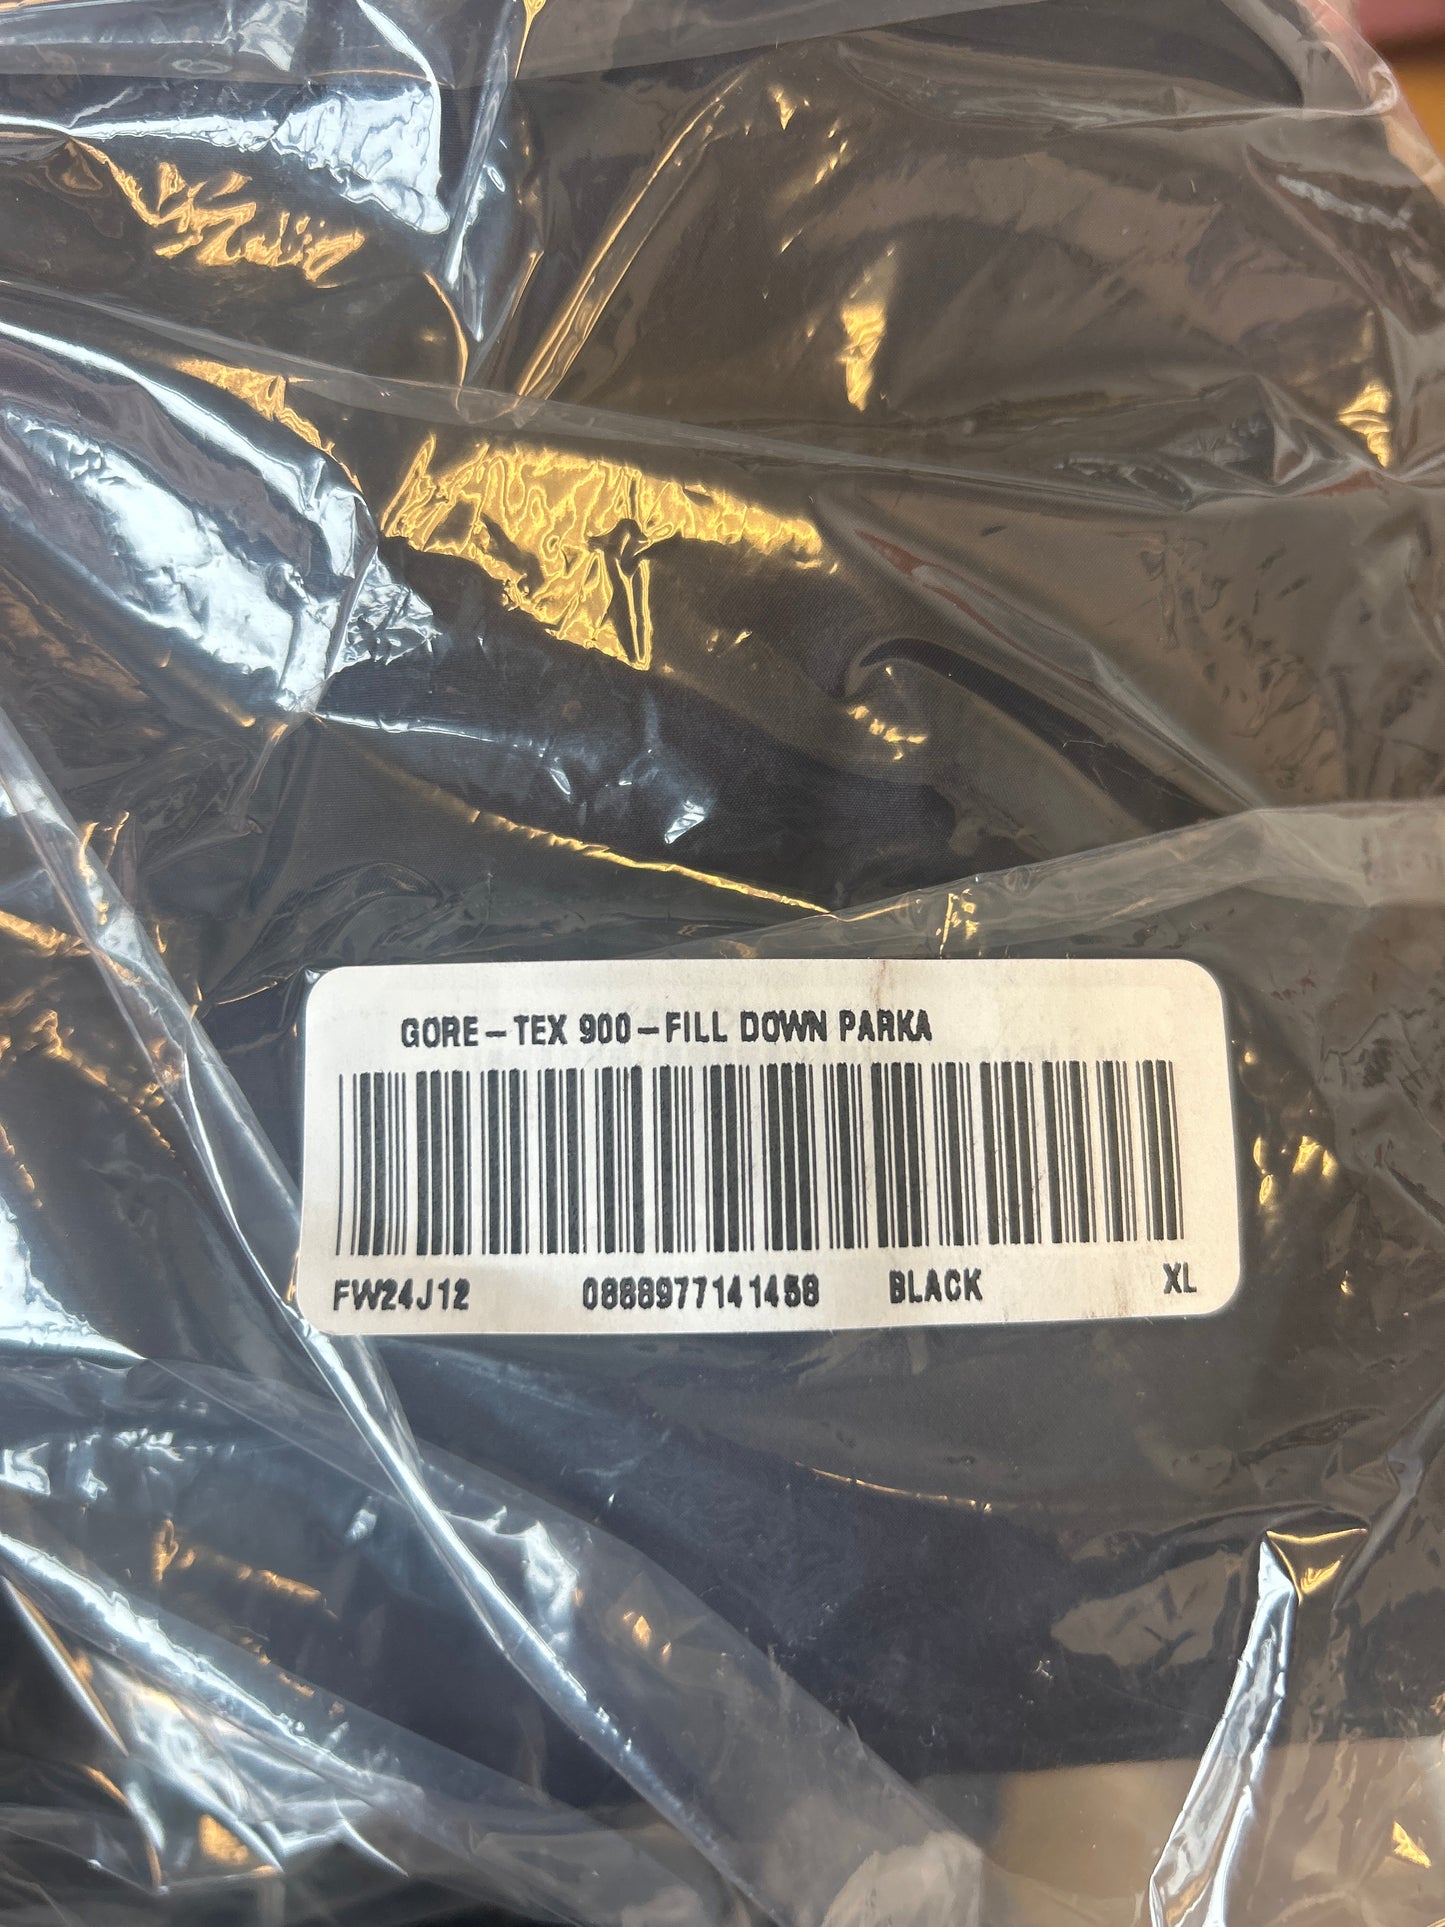 GORE-TEX 900-FILL DOWN PARKA
FW24J12 0888977141458 BLACK XL